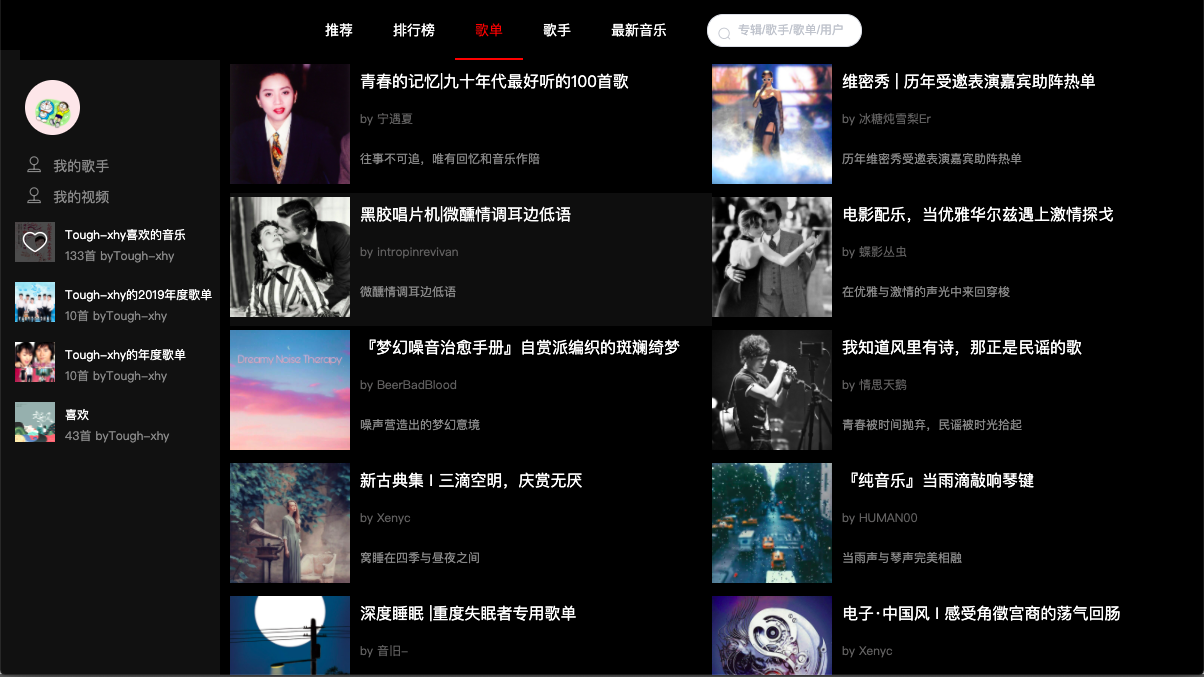 推荐
排行榜
歌单
歌手
最新音乐
专辑/歌手/歌单/用户
我的歌手
我的视频
Tough-xhy喜欢的音乐
133首 byTough-xhy
Tough-xhy的2019年度歌单
10首 byTough-xhy
Tough-xhy的年度歌单
10首 byTough-xhy
喜欢
43首 byTough-xhy
青春的记忆|九十年代最好听的100首歌
by 宁遇夏
往事不可追，唯有回忆和音乐作陪
维密秀 | 历年受邀表演嘉宾助阵热单
by 冰糖炖雪梨Er
历年维密秀受邀表演嘉宾助阵热单
黑胶唱片机|微醺情调耳边低语
by intropinrevivan
微醺情调耳边低语
电影配乐，当优雅华尔兹遇上激情探戈
by 蝶影丛虫
在优雅与激情的声光中来回穿梭
Dreamy Noise Therapy
『梦幻噪音治愈手册』自赏派编织的斑斓绮梦
by BeerBadBlood
噪声营造出的梦幻意境
我知道风里有诗，那正是民谣的歌
by 情思天鹅
青春被时间抛弃，民谣被时光拾起
新古典集 I 三滴空明，庆赏无厌
by Xenyc
窝睡在四季与昼夜之间
『纯音乐』当雨滴敲响琴键
by HUMAN00
当雨声与琴声完美相融
深度睡眠 |重度失眠者专用歌单
by 音旧-
电子·中国风 I 感受角徵宫商的荡气回肠
by Xenyc